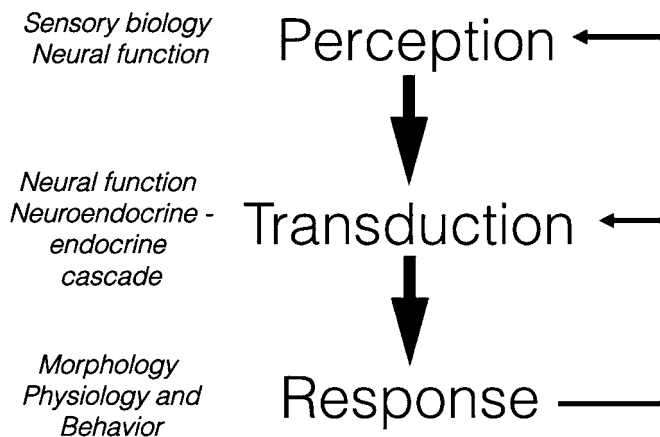 Sensory biology
Neural function
Perception
Neural function
Neuroendocrine -
endocrine
cascade
Transduction
Morphology
Physiology and
Behavior
Response